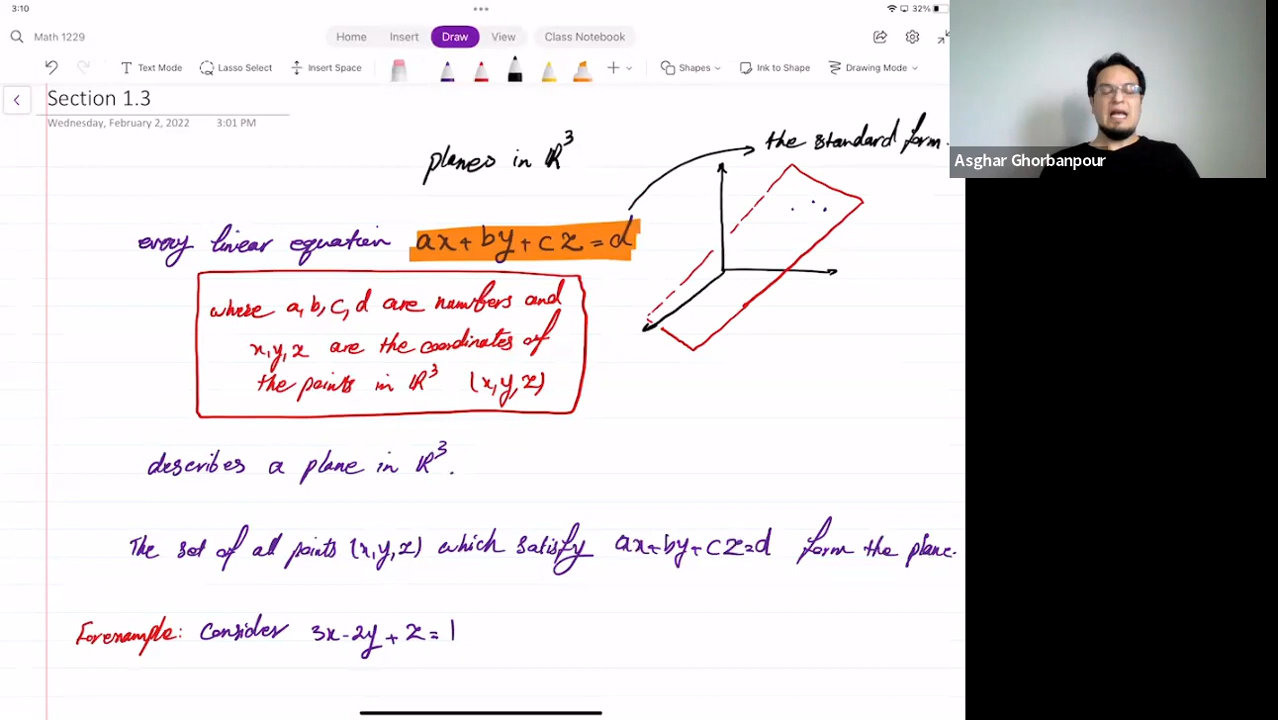 3:10
32%
Math 1229
Home Insert Draw View Class Notebook
Text Mode Lasso Select Insert Space Shapes Ink to Shape Drawing Mode
Section 1.3
Wednesday, February 2, 2022 3:01 PM
Asghar Ghorbanpour
the standard form.
planes in ℝ³
every linear equation ax+by+cz=d
where a,b,c,d are numbers and
x,y,z are the coordinates of
the points in ℝ³ (x,y,z)
describes a plane in ℝ³.
The set of all points (x,y,z) which satisfy ax+by+cz=d form the plane.
For example: Consider 3x-2y+z=1